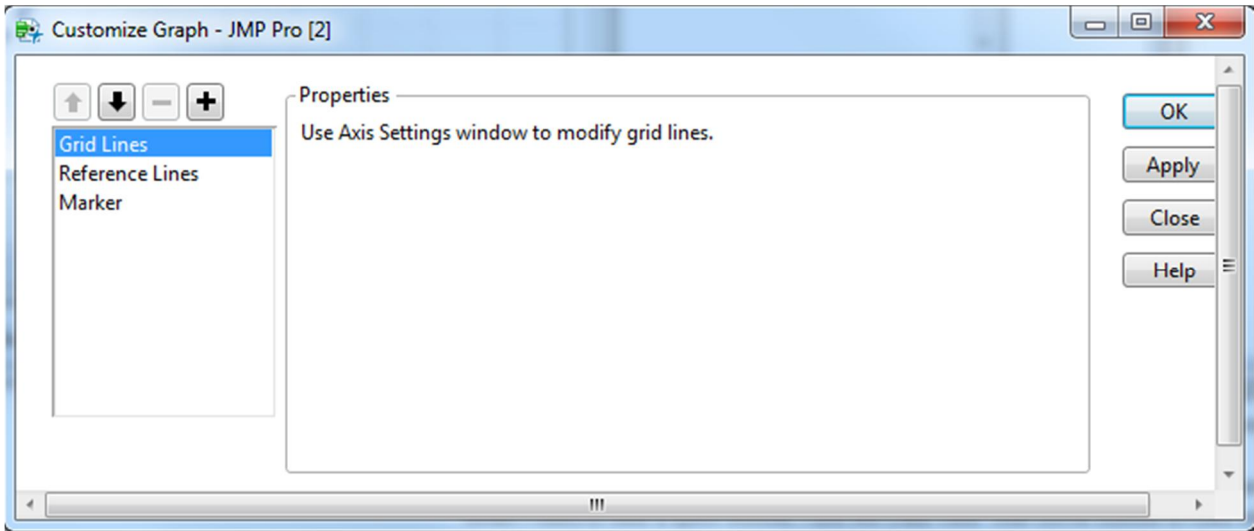 Customize Graph - JMP Pro [2]
Properties
Use Axis Settings window to modify grid lines.
Grid Lines
Reference Lines
Marker
OK
Apply
Close
Help